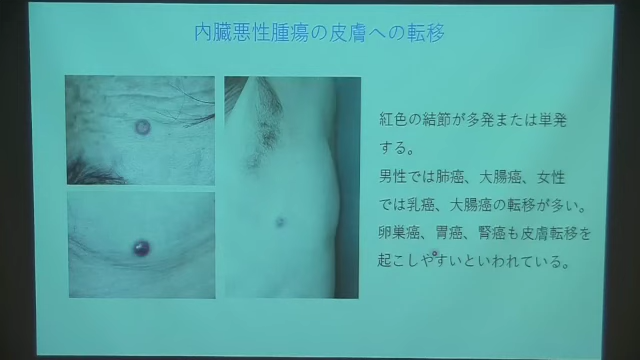 内臓悪性腫瘍の皮膚への転移
紅色の結節が多発または単発
する。
男性では肺癌、大腸癌、女性
では乳癌、大腸癌の転移が多い。
卵巣癌、胃癌、腎癌も皮膚転移を
起こしやすいといわれている。